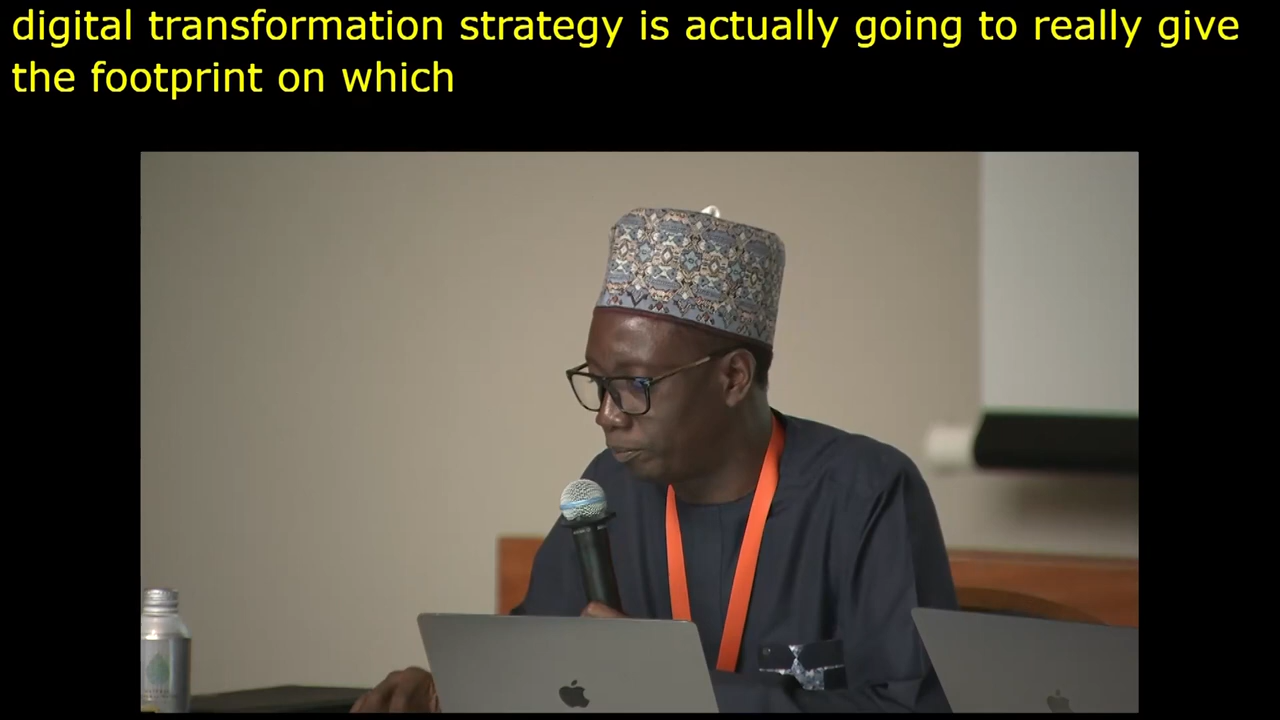 digital transformation strategy is actually going to really give
the footprint on which